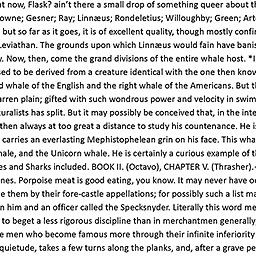 t now, Flask? ain't there a small drop of something queer about th
owne; Gesner; Ray; Linnæus; Rondeletius; Willoughby; Green; Art
but so far as it goes, it is of excellent quality, though mostly confir
Leviathan. The grounds upon which Linnæus would fain have banis
y. Now, then, come the grand divisions of the entire whale host. *I
sed to be derived from a creature identical with the one then know
d whale of the English and the right whale of the Americans. But th
arren plain; gifted with such wondrous power and velocity in swim
uralists has split. But it may possibly be conceived that, in the inte
then always at too great a distance to study his countenance. He is
carries an everlasting Mephistophelean grin on his face. This wha
hale, and the Unicorn whale. He is certainly a curious example of th
es and Sharks included. BOOK II. (Octavo), CHAPTER V. (Thrasher).—
nes. Porpoise meat is good eating, you know. It may never have oc
e them by their fore-castle appellations; for possibly such a list ma
n him and an officer called the Specksnyder. Literally this word me
to beget a less rigorous discipline than in merchantmen generally,
e men who become famous more through their infinite inferiority
quietude, takes a few turns along the planks, and, after a grave pe